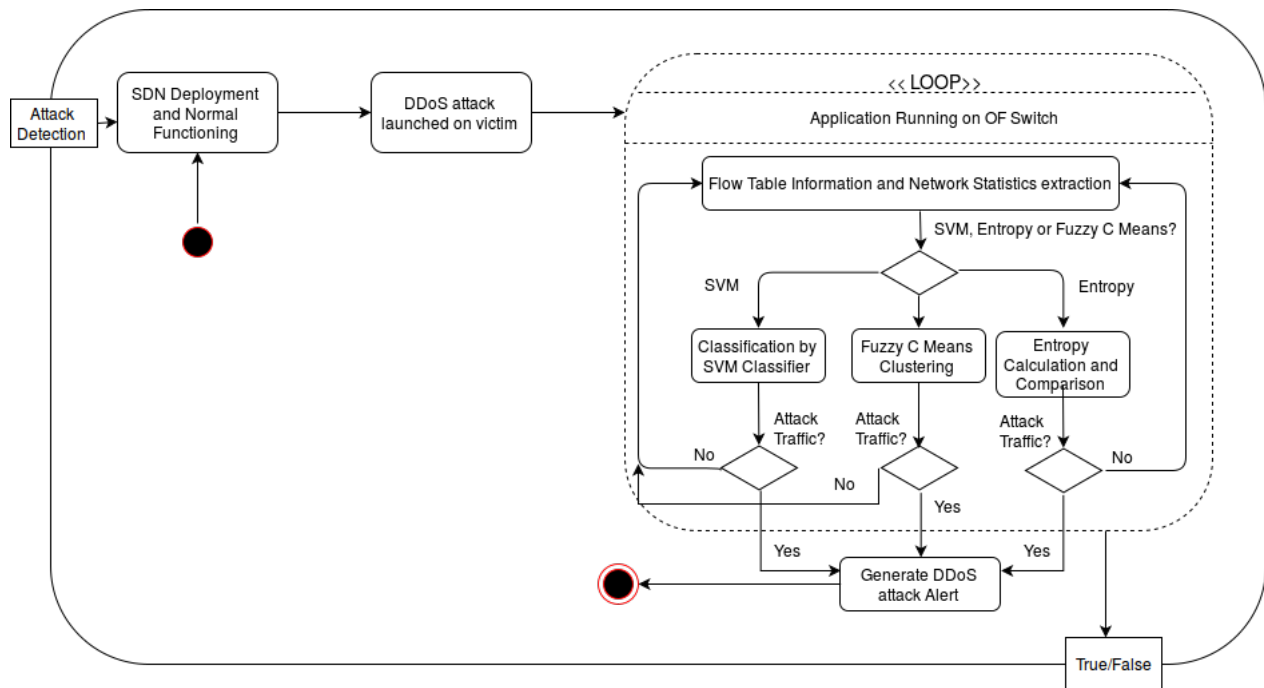 Attack
Detection
SDN Deployment
and Normal
Functioning
DDoS attack
launched on victim
<< LOOP>>
Application Running on OF Switch
Flow Table Information and Network Statistics extraction
SVM, Entropy or Fuzzy C Means?
SVM
Entropy
Classification by
SVM Classifier
Fuzzy C Means
Clustering
Entropy
Calculation and
Comparison
Attack
Traffic?
Attack
Traffic?
Attack
Traffic?
No
No
No
Yes
Yes
Yes
Generate DDoS
attack Alert
True/False